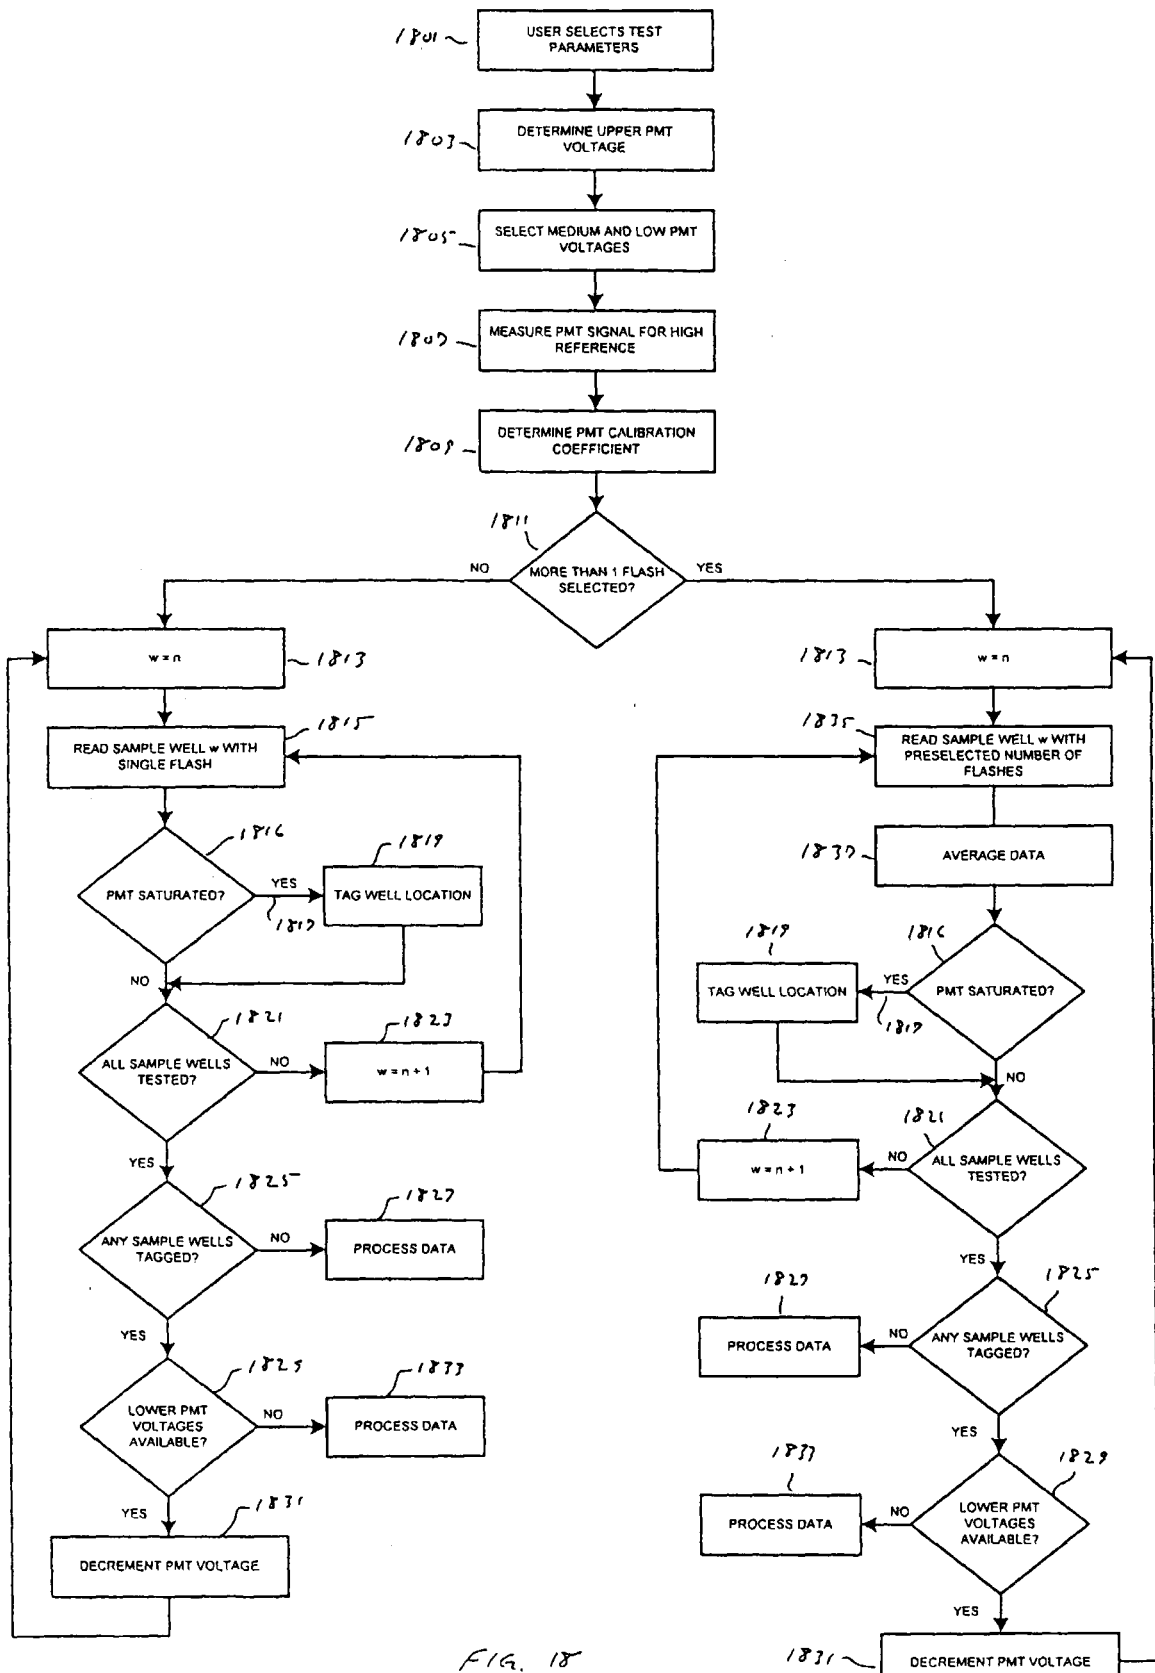 1801
USER SELECTS TEST
PARAMETERS
1803
DETERMINE UPPER PMT
VOLTAGE
1805
SELECT MEDIUM AND LOW PMT
VOLTAGES
1807
MEASURE PMT SIGNAL FOR HIGH
REFERENCE
1809
DETERMINE PMT CALIBRATION
COEFFICIENT
1811
MORE THAN 1 FLASH
SELECTED?
NO
YES
w = n
1813
1815
READ SAMPLE WELL w WITH
SINGLE FLASH
1816
PMT SATURATED?
YES
1817
1819
TAG WELL LOCATION
NO
1821
ALL SAMPLE WELLS
TESTED?
NO
1823
w = n + 1
YES
1825
ANY SAMPLE WELLS
TAGGED?
NO
1827
PROCESS DATA
YES
1829
LOWER PMT
VOLTAGES
AVAILABLE?
NO
1833
PROCESS DATA
YES
1831
DECREMENT PMT VOLTAGE
1813
w = n
1835
READ SAMPLE WELL w WITH
PRESELECTED NUMBER OF
FLASHES
1837
AVERAGE DATA
1816
PMT SATURATED?
YES
1817
1819
TAG WELL LOCATION
NO
1821
ALL SAMPLE WELLS
TESTED?
NO
1823
w = n + 1
YES
1825
ANY SAMPLE WELLS
TAGGED?
NO
1827
PROCESS DATA
YES
1829
LOWER PMT
VOLTAGES
AVAILABLE?
NO
1833
PROCESS DATA
YES
1831
DECREMENT PMT VOLTAGE
FIG. 18